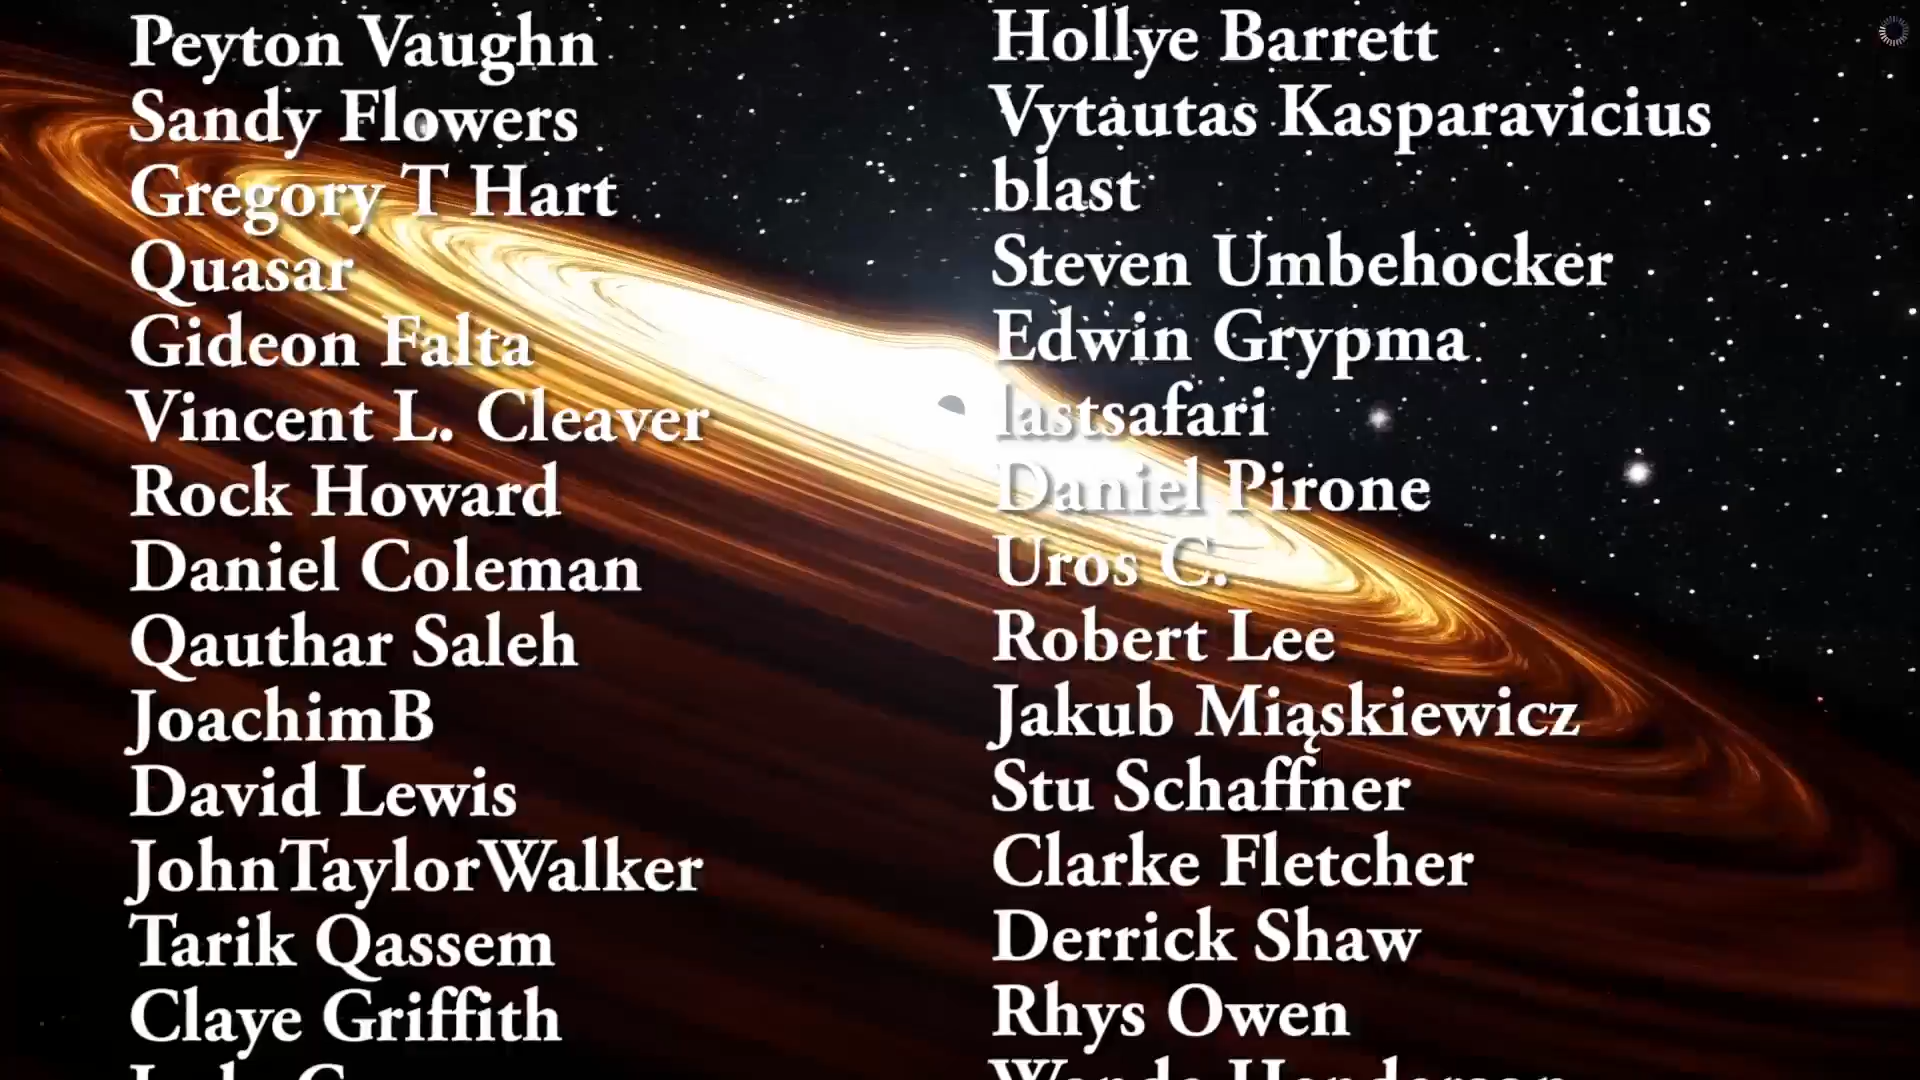 Peyton Vaughn
Sandy Flowers
Gregory T Hart
Quasar
Gideon Falta
Vincent L. Cleaver
Rock Howard
Daniel Coleman
Qauthar Saleh
JoachimB
David Lewis
JohnTaylorWalker
Tarik Qassem
Claye Griffith
Hollye Barrett
Vytautas Kasparavicius
blast
Steven Umbehocker
Edwin Grypma
lastsafari
Daniel Pirone
Uros C.
Robert Lee
Jakub Miąskiewicz
Stu Schaffner
Clarke Fletcher
Derrick Shaw
Rhys Owen